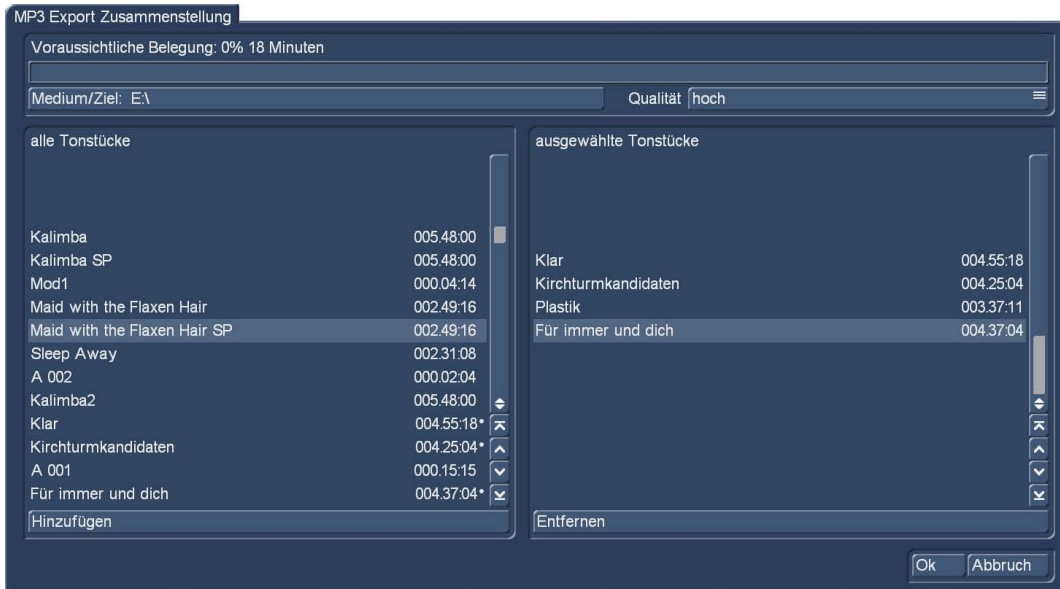 MP3 Export Zusammenstellung
Voraussichtliche Belegung: 0% 18 Minuten
Medium/Ziel: E:\
Qualität hoch
alle Tonstücke
Kalimba 005.48:00
Kalimba SP 005.48:00
Mod1 000.04:14
Maid with the Flaxen Hair 002.49:16
Maid with the Flaxen Hair SP 002.49:16
Sleep Away 002.31:08
A 002 000.02:04
Kalimba2 005.48:00
Klar 004.55:18•
Kirchturmkandidaten 004.25:04•
A 001 000.15:15
Für immer und dich 004.37:04•
Hinzufügen
ausgewählte Tonstücke
Klar 004.55:18
Kirchturmkandidaten 004.25:04
Plastik 003.37:11
Für immer und dich 004.37:04
Entfernen
Ok Abbruch